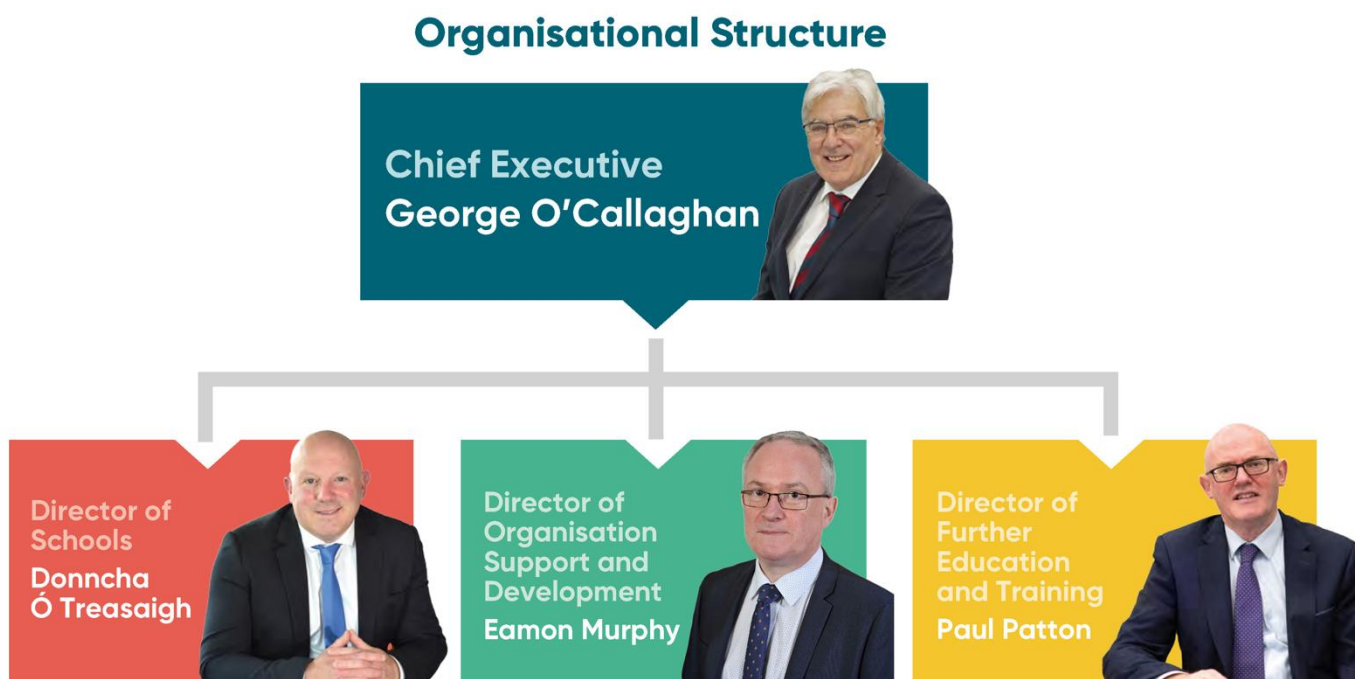 Organisational Structure
Chief Executive
George O'Callaghan
Director of
Schools
Donncha
Ó Treasaigh
Director of
Organisation
Support and
Development
Eamon Murphy
Director of
Further
Education
and Training
Paul Patton